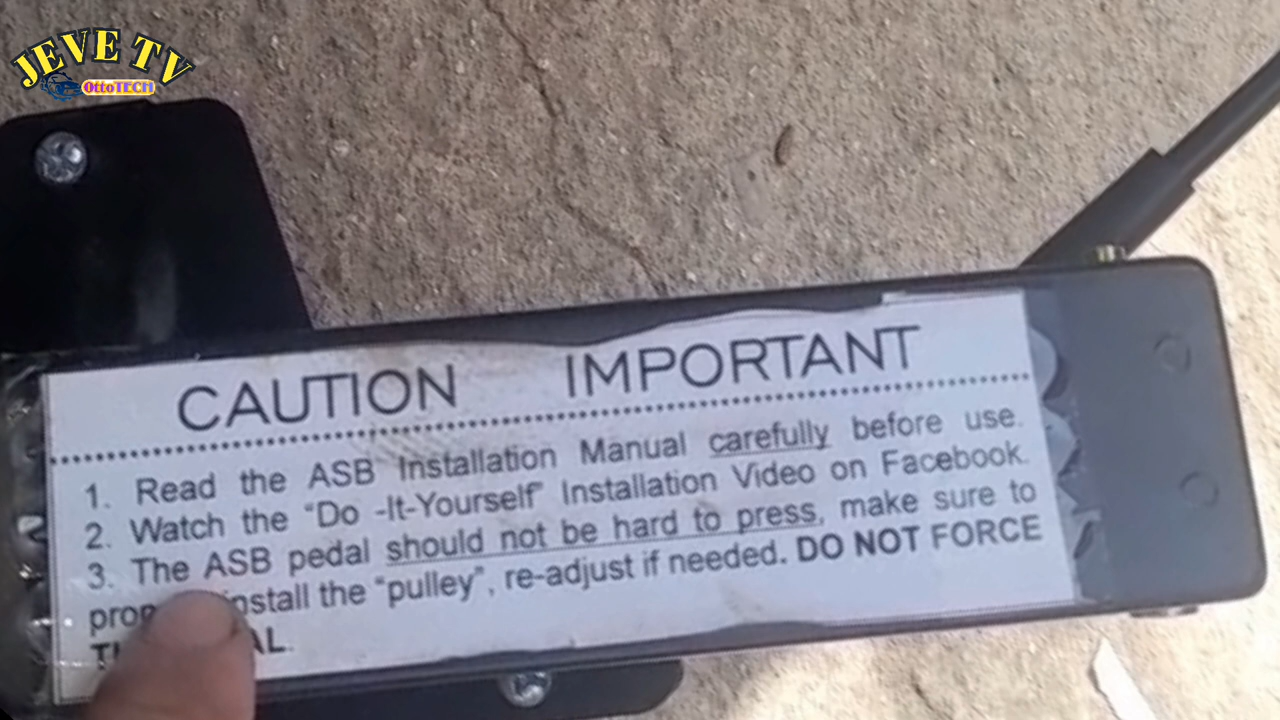 JEVE TV
OttoTECH
CAUTION IMPORTANT
1. Read the ASB Installation Manual carefully before use.
2. Watch the "Do -It-Yourself" Installation Video on Facebook.
3. The ASB pedal should not be hard to press, make sure to
install the "pulley", re-adjust if needed. DO NOT FORCE